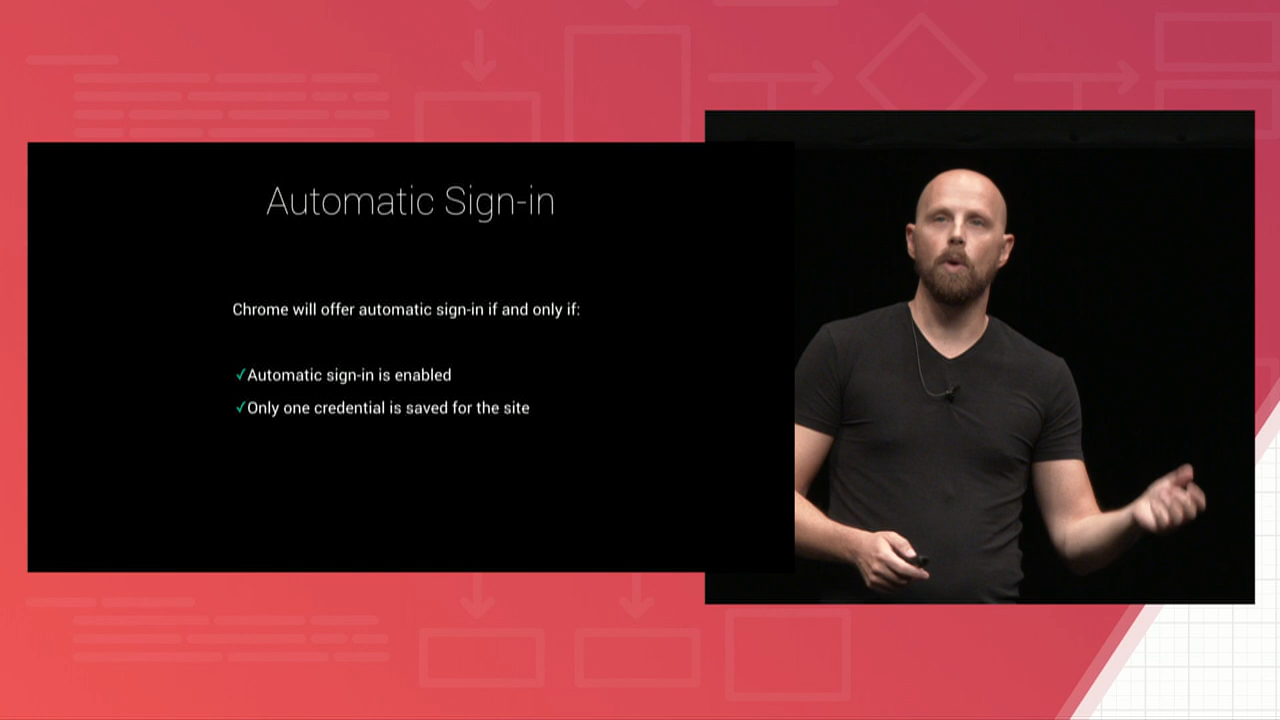 Automatic Sign-in
Chrome will offer automatic sign-in if and only if:
✓Automatic sign-in is enabled
✓Only one credential is saved for the site